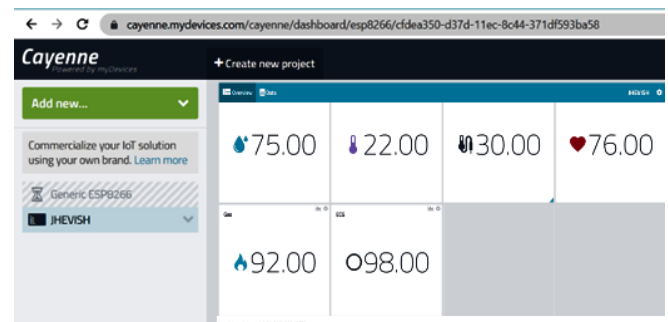 cayenne.mydevices.com/cayenne/dashboard/esp8266/cfdea350-d37d-11ec-8c44-371df593ba58
Cayenne
Powered by myDevices
+ Create new project
Add new...
Overview Data
JHEVISH
Commercialize your IoT solution
using your own brand. Learn more
Generic ESP8266
JHEVISH
75.00
22.00
30.00
76.00
Gas
ECG
92.00
98.00